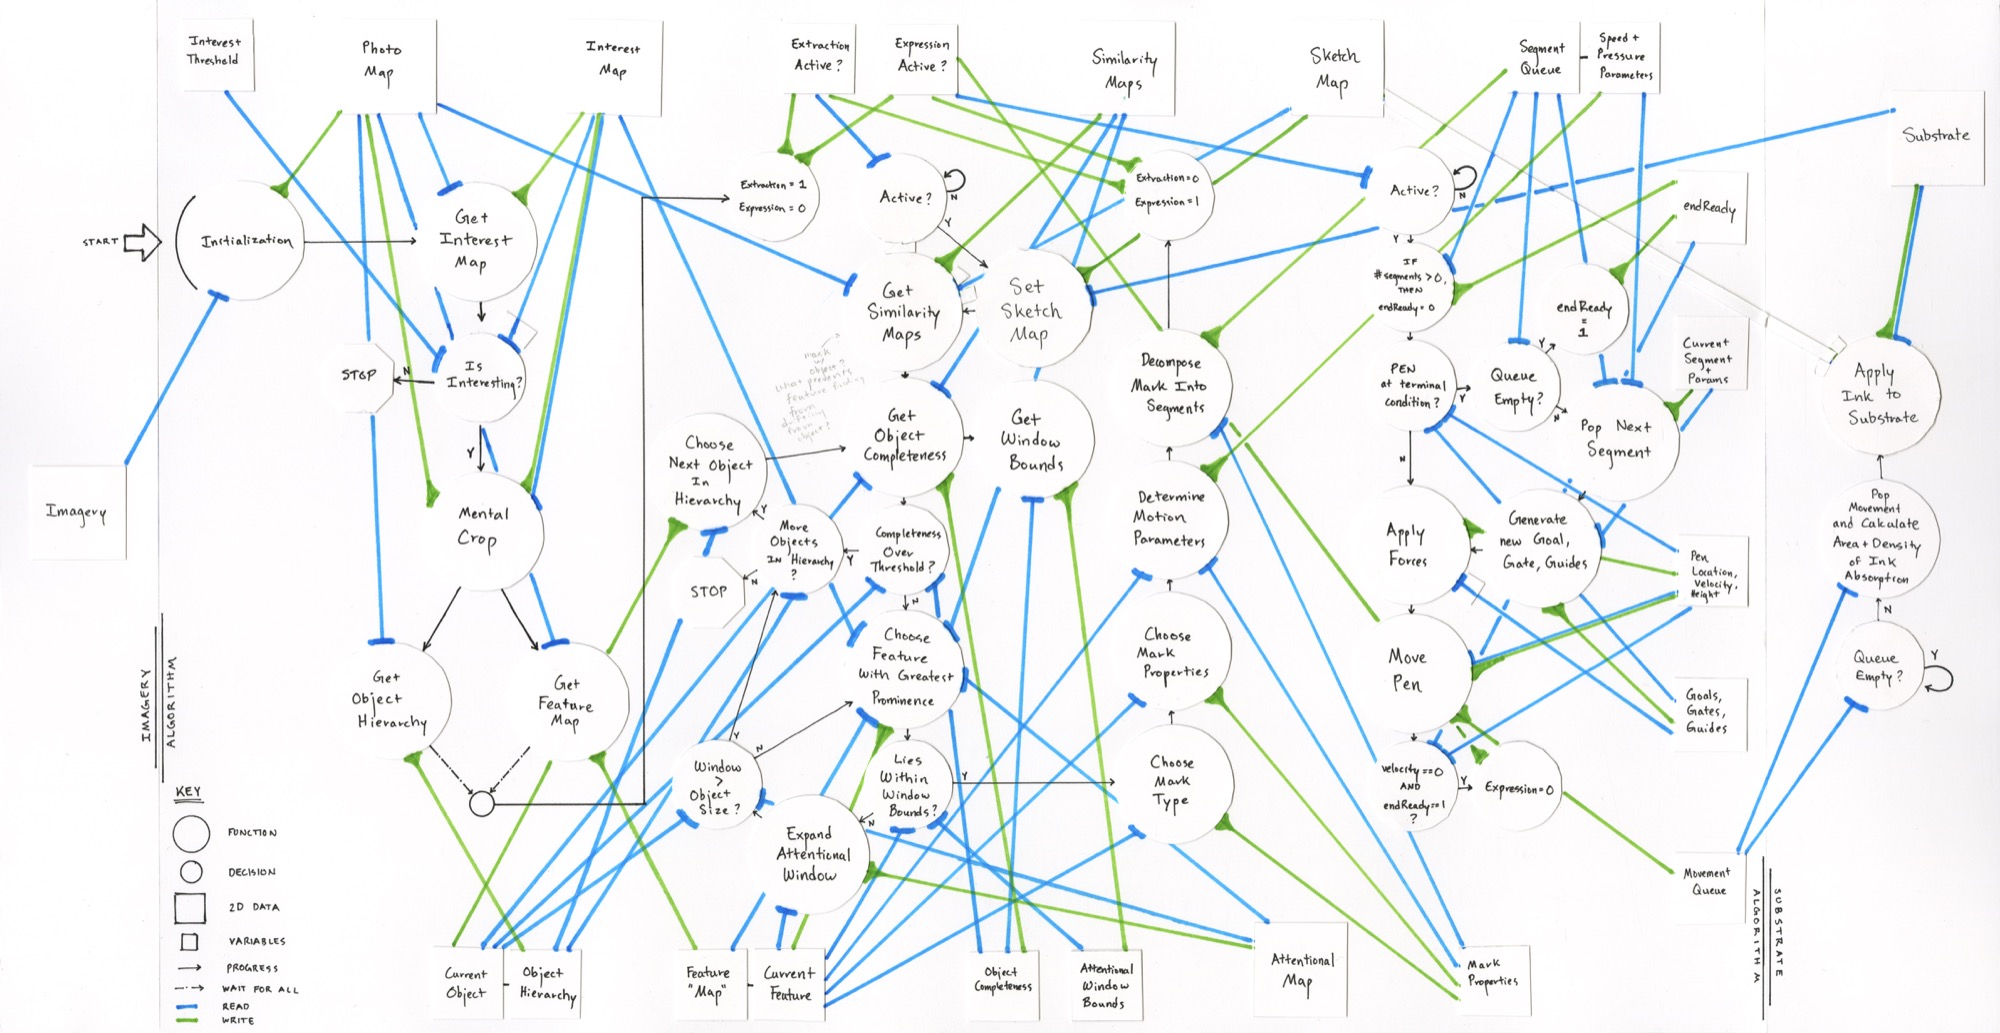 Interest
Threshold
Photo
Map
Interest
Map
Extraction
Active?
Expression
Active?
Similarity
Maps
Sketch
Map
Segment
Queue
Speed +
Pressure
Parameters
Substrate
START
Initialization
Get
Interest
Map
Extraction = 1
Expression = 0
Active?
N
Y
Extraction=0
Expression=1
Active?
N
Y
endReady
IF
#segments > 0,
THEN
endReady = 0
endReady
=
1
Get
Similarity
Maps
Set
Sketch
Map
mark
w/
object?
what prevents
feature finding
from
from
object?
STOP
N
Is
Interesting?
Y
Decompose
Mark Into
Segments
PEN
at terminal
condition?
Y
N
Queue
Empty?
Y
N
Pop Next
Segment
Current
Segment
+
Params
Apply
Ink to
Substrate
Imagery
Mental
Crop
Choose
Next Object
In
Hierarchy
Get
Object
Completeness
Get
Window
Bounds
Determine
Motion
Parameters
Apply
Forces
Generate
new Goal,
Gate, Guides
Pen
Location,
Velocity,
Height
Pop
Movement
and Calculate
Area + Density
of Ink
Absorption
N
More
Objects
IN Hierarchy
?
Y
N
STOP
Completeness
Over
Threshold?
Y
N
Get
Object
Hierarchy
Get
Feature
Map
Choose
Feature
with Greatest
Prominence
Choose
Mark
Properties
Move
Pen
Goals,
Gates,
Guides
Queue
Empty?
Y
Window
>
Object
Size?
Y
N
Lies
Within
Window
Bounds?
Y
N
Choose
Mark
Type
velocity==0
AND
endReady==1
?
Y
Expression=0
Expand
Attentional
Window
Movement
Queue
IMAGERY
ALGORITHM
SUBSTRATE
ALGORITHM
KEY
FUNCTION
DECISION
2D DATA
VARIABLES
PROGRESS
WAIT FOR ALL
READ
WRITE
Current
Object
Object
Hierarchy
Feature
"Map"
Current
Feature
Object
Completeness
Attentional
Window
Bounds
Attentional
Map
Mark
Properties